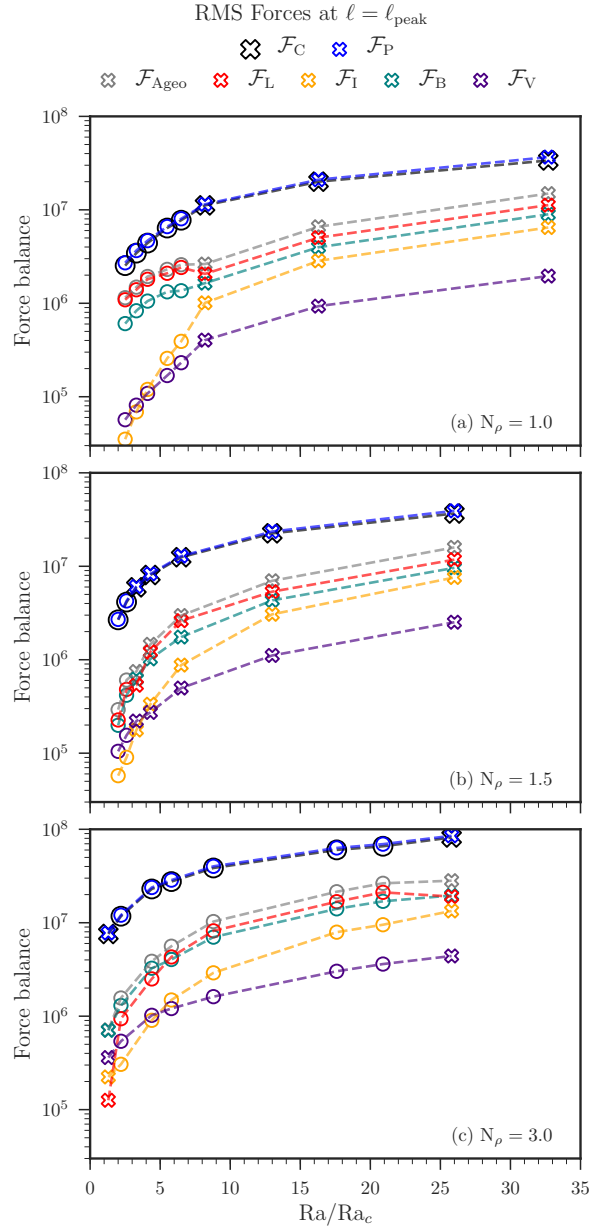 RMS Forces at ℓ = ℓ_peak
F_C F_P
F_Ageo F_L F_I F_B F_V
10^8
10^7
10^6
10^5
Force balance
(a) N_ρ = 1.0
10^8
10^7
10^6
10^5
Force balance
(b) N_ρ = 1.5
10^8
10^7
10^6
10^5
Force balance
(c) N_ρ = 3.0
0 5 10 15 20 25 30 35
Ra/Ra_c